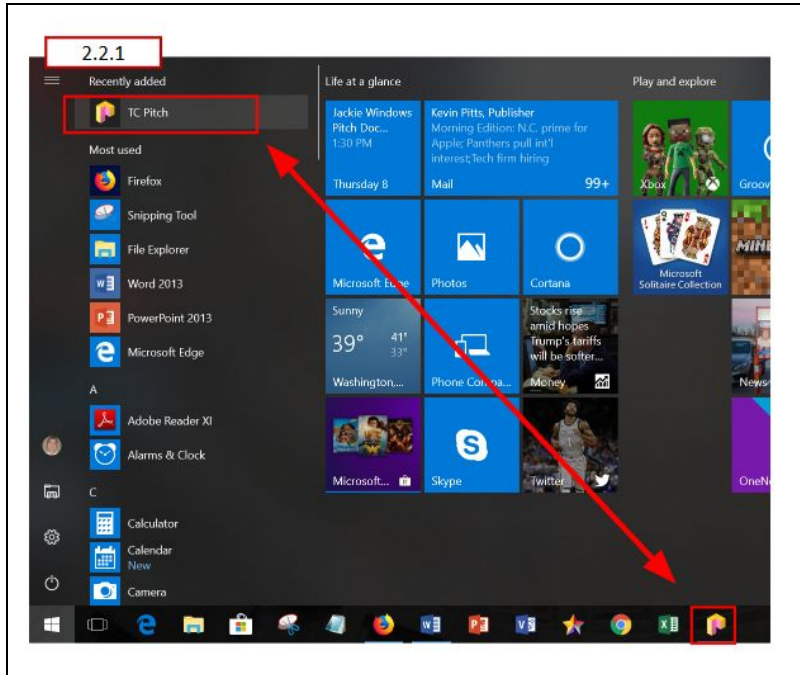 2.2.1
Recently added
TC Pitch
Most used
Firefox
Snipping Tool
File Explorer
Word 2013
PowerPoint 2013
Microsoft Edge
A
Adobe Reader XI
Alarms & Clock
C
Calculator
Calendar
New
Camera
Life at a glance
Jackie Windows
Pitch Doc...
1:30 PM
Thursday 8
Kevin Pitts, Publisher
Morning Edition: N.C. prime for
Apple; Panthers pull int'l
interest;Tech firm
hiring
Mail 99+
Microsoft Edge
Photos
Cortana
Sunny
39° 41°
33°
Washington,...
Phone Compa...
Stocks rise
amid hopes
Trump's tariffs
will be softer...
Money
Microsoft...
Skype
Twitter
Play and explore
Xbox
Groov
Microsoft
Solitaire Collection
MINE
News
OneN